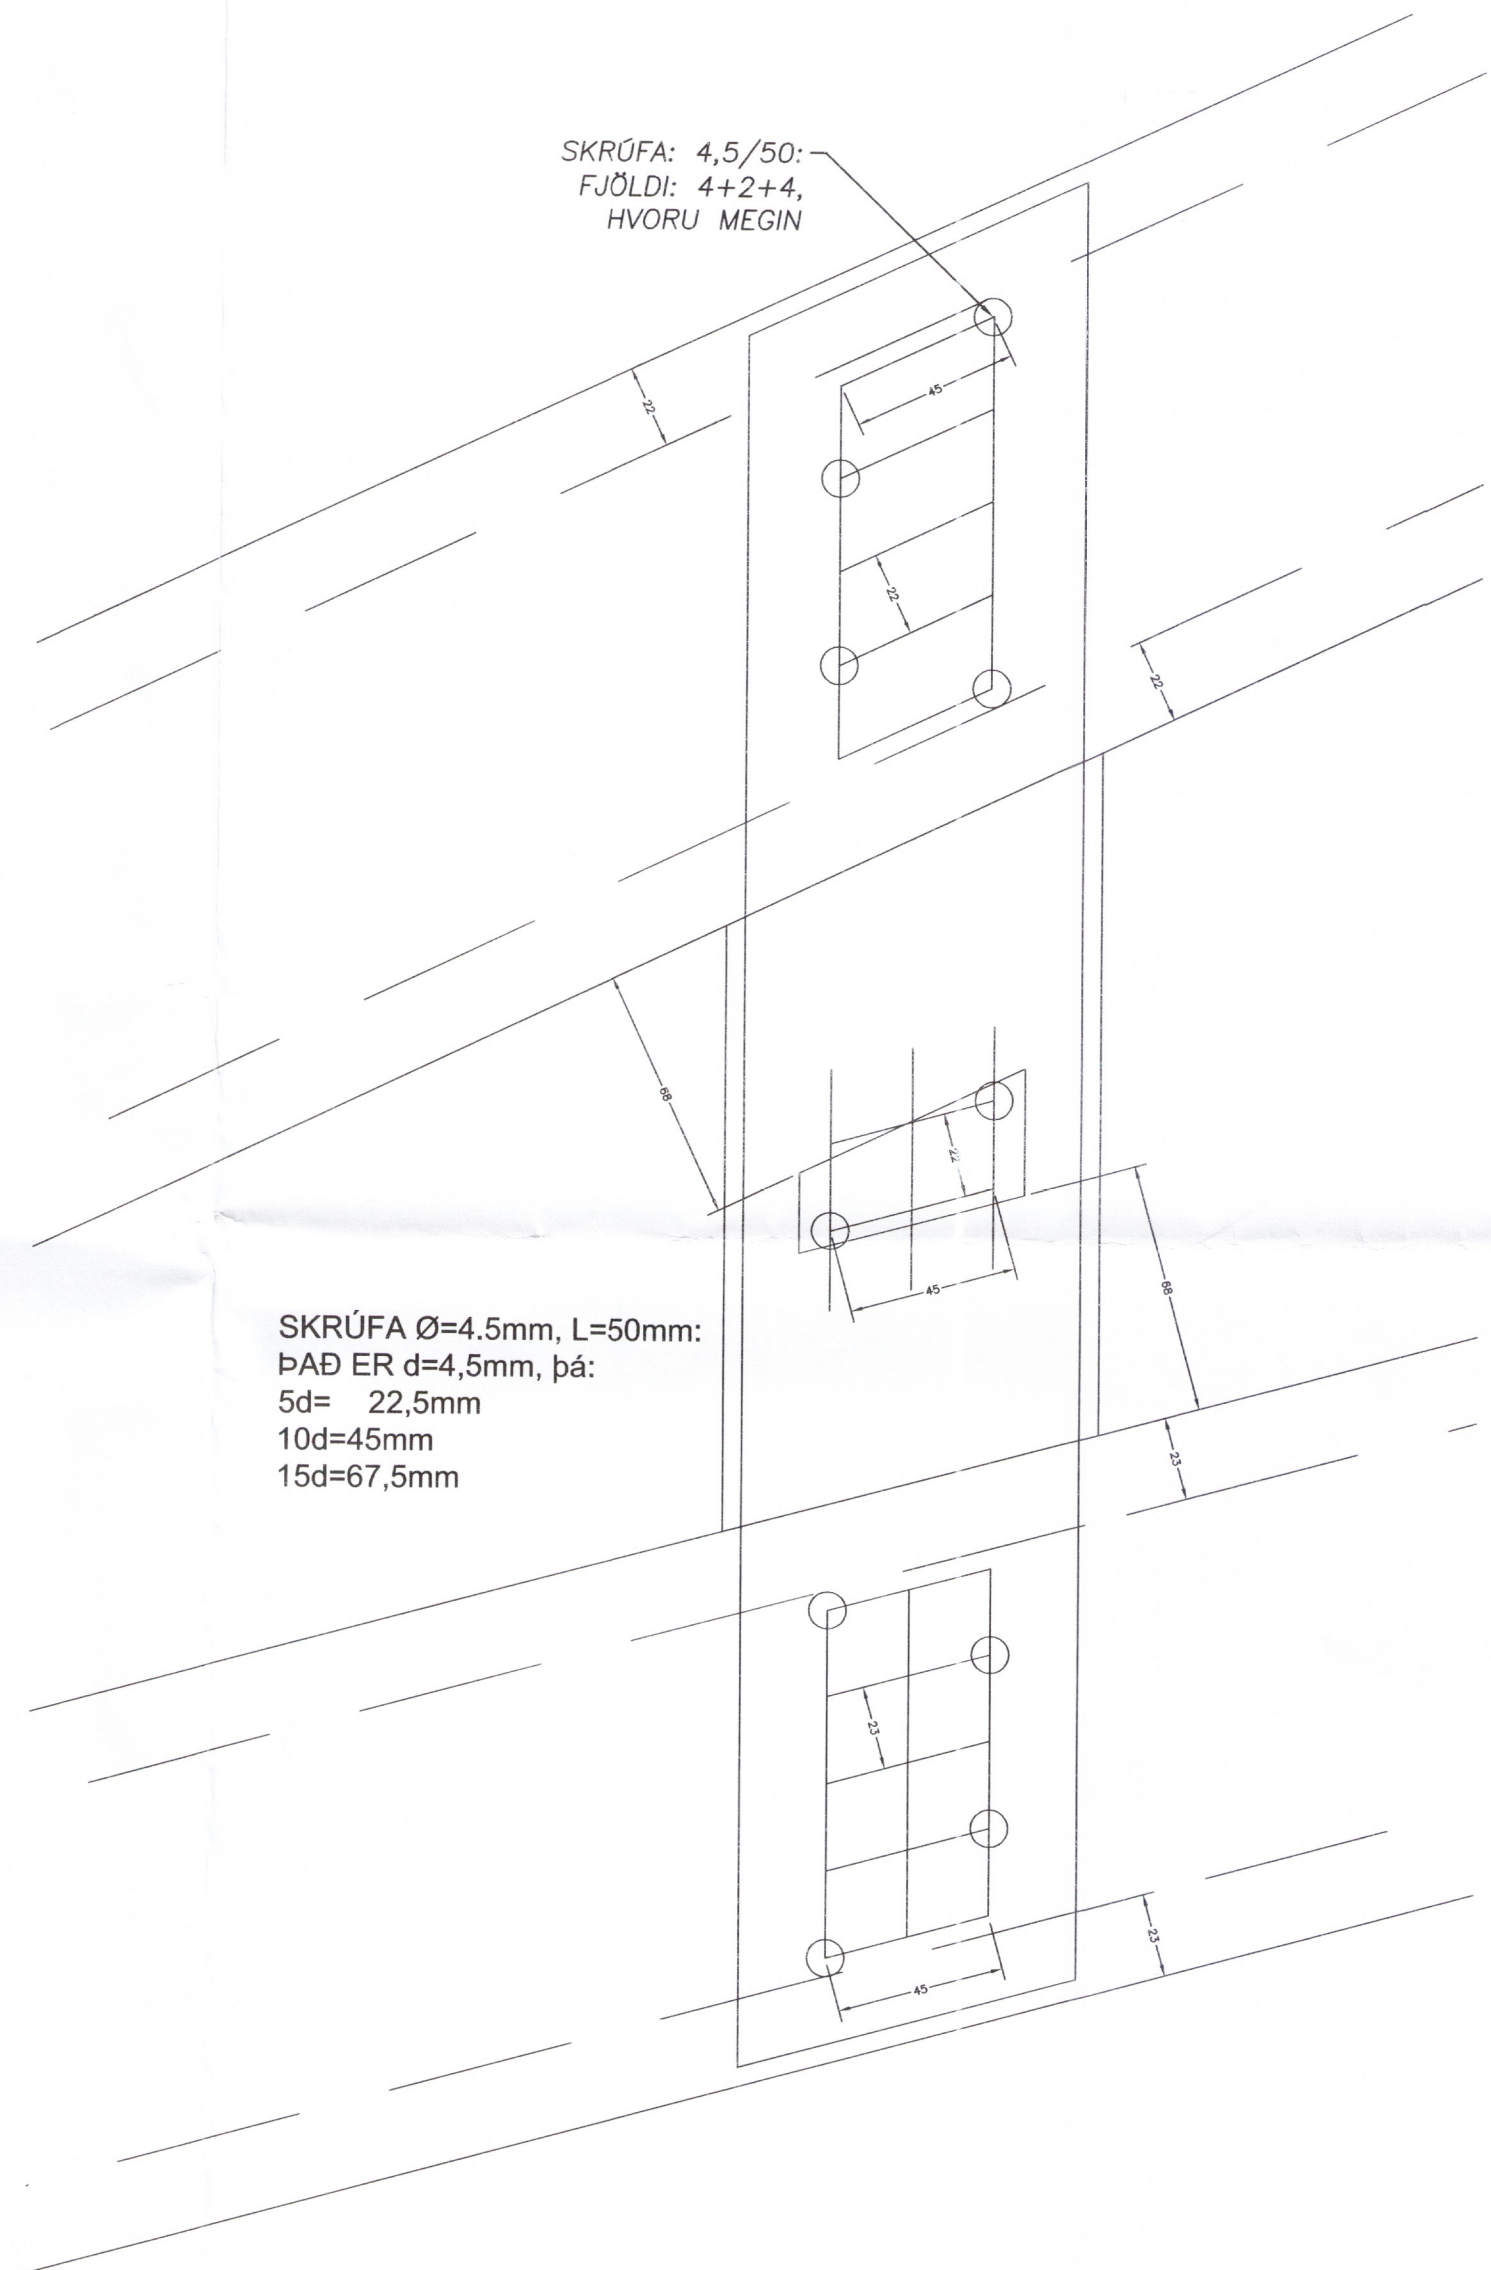 SKRÚFA: 4,5/50:
FJÖLDI: 4+2+4,
HVORU MEGIN
45
22
22
22
68
22
45
68
SKRÚFA Ø=4.5mm, L=50mm:
ÞAÐ ER d=4,5mm, þá:
5d= 22,5mm
10d=45mm
15d=67,5mm
23
23
23
45